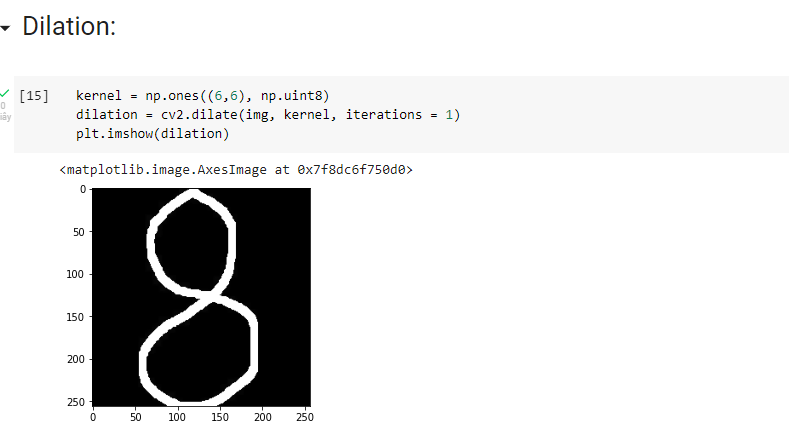 Dilation:
[15]
kernel = np.ones((6,6), np.uint8)
0
dilation = cv2.dilate(img, kernel, iterations = 1)
giây
plt.imshow(dilation)
<matplotlib.image.AxesImage at 0x7f8dc6f750d0>
0
50
100
150
200
250
0 50 100 150 200 250